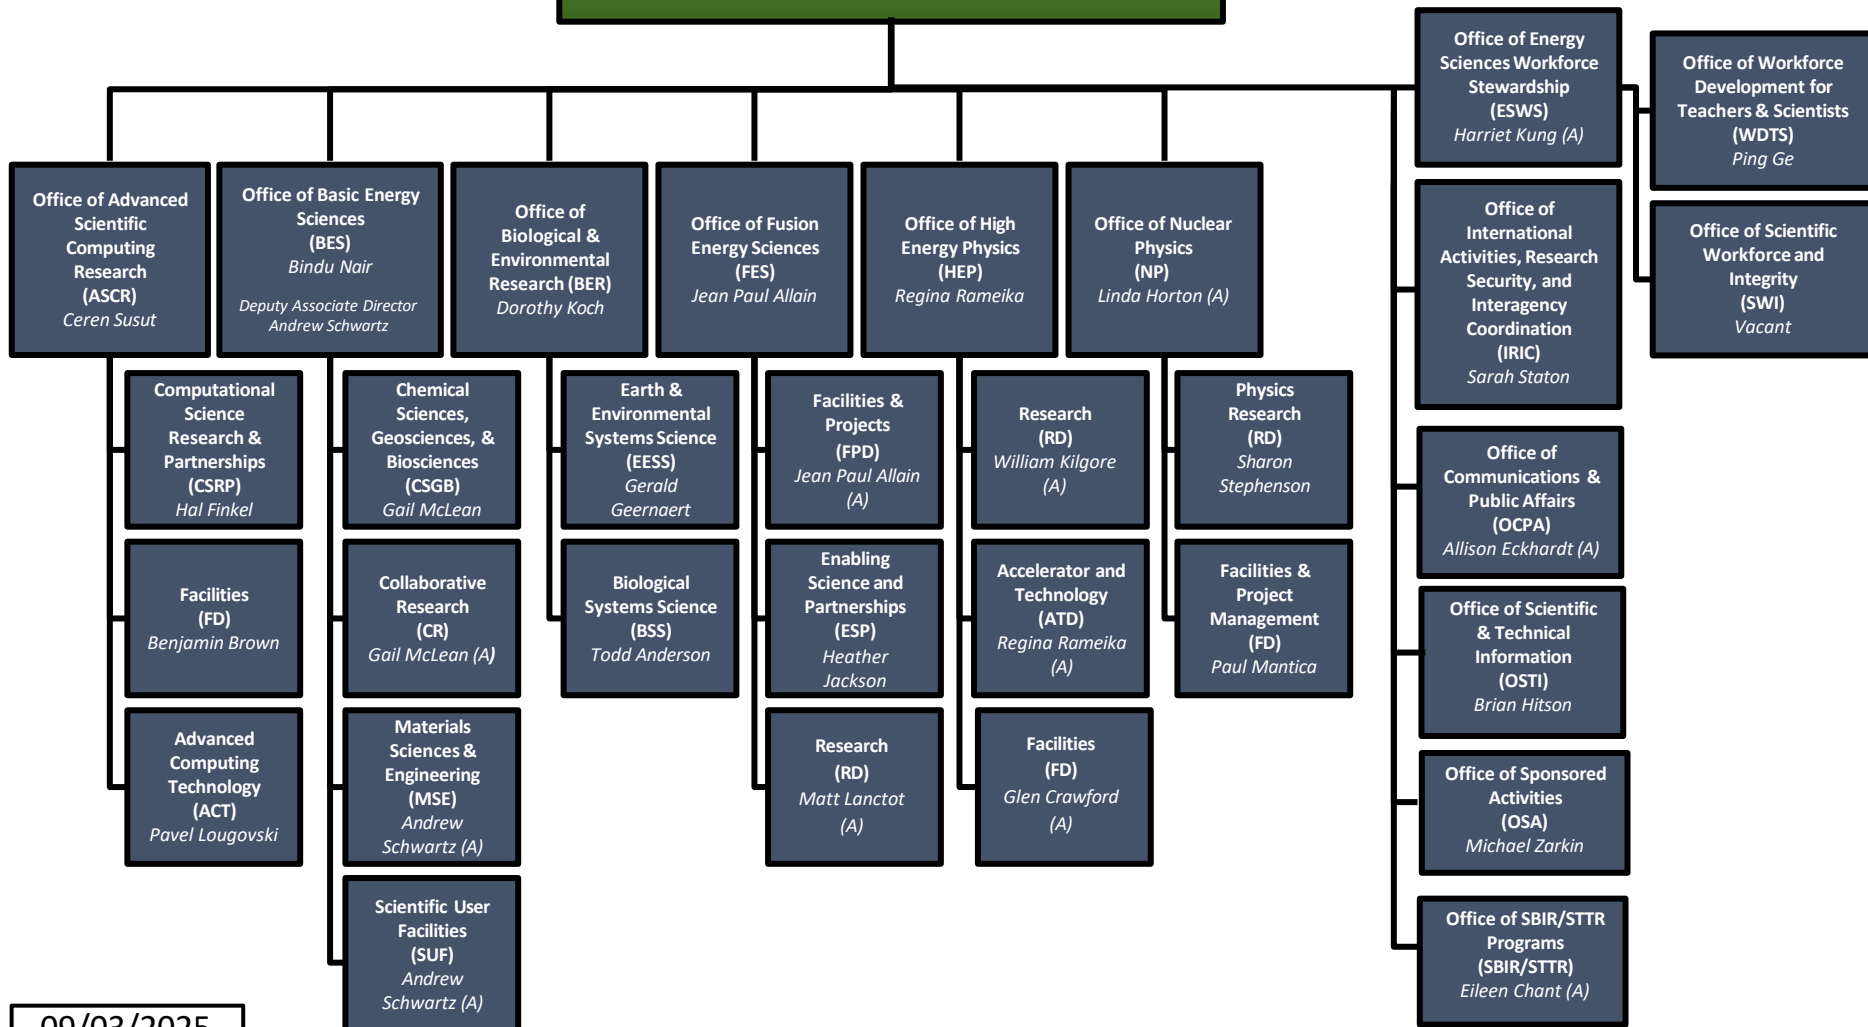 Office of Energy
Sciences Workforce
Stewardship
(ESWS)
Harriet Kung (A)
Office of Workforce
Development for
Teachers & Scientists
(WDTS)
Ping Ge
Office of Advanced
Scientific
Computing
Research
(ASCR)
Ceren Susut
Office of Basic Energy
Sciences
(BES)
Bindu Nair
Deputy Associate Director
Andrew Schwartz
Office of
Biological &
Environmental
Research (BER)
Dorothy Koch
Office of Fusion
Energy Sciences
(FES)
Jean Paul Allain
Office of High
Energy Physics
(HEP)
Regina Rameika
Office of Nuclear
Physics
(NP)
Linda Horton (A)
Office of
International
Activities, Research
Security, and
Interagency
Coordination
(IRIC)
Sarah Staton
Office of Scientific
Workforce and
Integrity
(SWI)
Vacant
Computational
Science
Research &
Partnerships
(CSRP)
Hal Finkel
Chemical
Sciences,
Geosciences, &
Biosciences
(CSGB)
Gail McLean
Earth &
Environmental
Systems Science
(EESS)
Gerald
Geernaert
Facilities &
Projects
(FPD)
Jean Paul Allain
(A)
Research
(RD)
William Kilgore
(A)
Physics
Research
(RD)
Sharon
Stephenson
Office of
Communications &
Public Affairs
(OCPA)
Allison Eckhardt (A)
Facilities
(FD)
Benjamin Brown
Collaborative
Research
(CR)
Gail McLean (A)
Biological
Systems Science
(BSS)
Todd Anderson
Enabling
Science and
Partnerships
(ESP)
Heather
Jackson
Accelerator and
Technology
(ATD)
Regina Rameika
(A)
Facilities &
Project
Management
(FD)
Paul Mantica
Office of Scientific
& Technical
Information
(OSTI)
Brian Hitson
Advanced
Computing
Technology
(ACT)
Pavel Lougovski
Materials
Sciences &
Engineering
(MSE)
Andrew
Schwartz (A)
Research
(RD)
Matt Lanctot
(A)
Facilities
(FD)
Glen Crawford
(A)
Office of Sponsored
Activities
(OSA)
Michael Zarkin
Scientific User
Facilities
(SUF)
Andrew
Schwartz (A)
Office of SBIR/STTR
Programs
(SBIR/STTR)
Eileen Chant (A)
09/03/2025